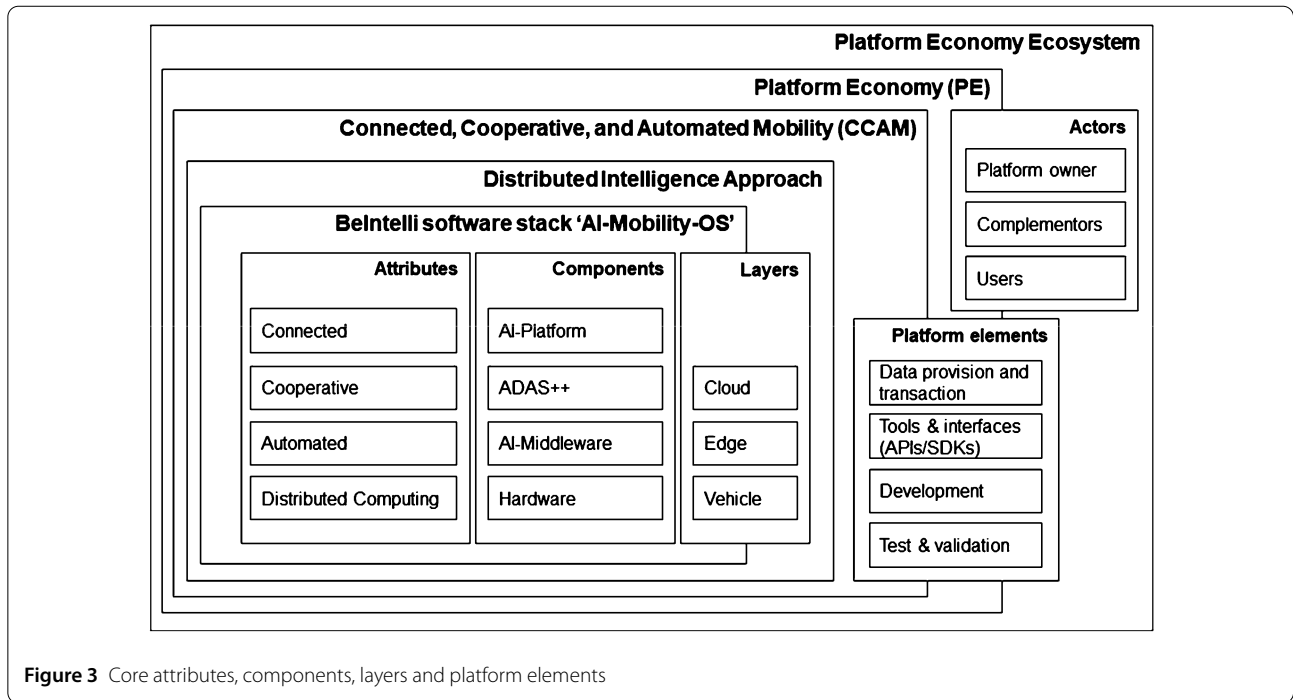 Platform Economy Ecosystem
Platform Economy (PE)
Connected, Cooperative, and Automated Mobility (CCAM)
Distributed Intelligence Approach
BeIntelli software stack 'AI-Mobility-OS'
Attributes
Connected
Cooperative
Automated
Distributed Computing
Components
AI-Platform
ADAS++
AI-Middleware
Hardware
Layers
Cloud
Edge
Vehicle
Platform elements
Data provision and
transaction
Tools & interfaces
(APIs/SDKs)
Development
Test & validation
Actors
Platform owner
Complementors
Users
Figure 3 Core attributes, components, layers and platform elements